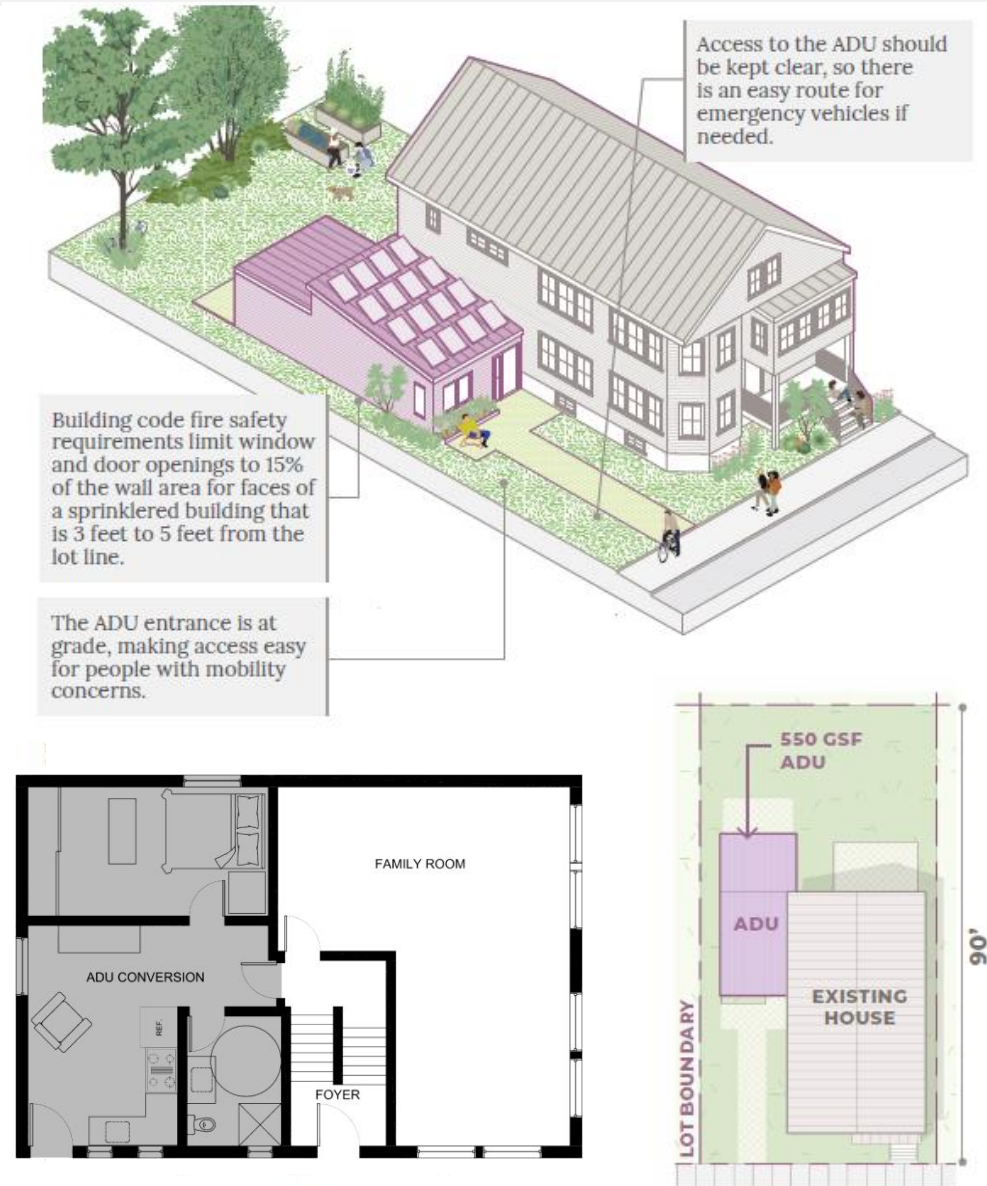 Access to the ADU should
be kept clear, so there
is an easy route for
emergency vehicles if
needed.
Building code fire safety
requirements limit window
and door openings to 15%
of the wall area for faces of
a sprinklered building that
is 3 feet to 5 feet from the
lot line.
The ADU entrance is at
grade, making access easy
for people with mobility
concerns.
FAMILY ROOM
ADU CONVERSION
REF.
FOYER
550 GSF
ADU
ADU
EXISTING
HOUSE
LOT BOUNDARY
90'